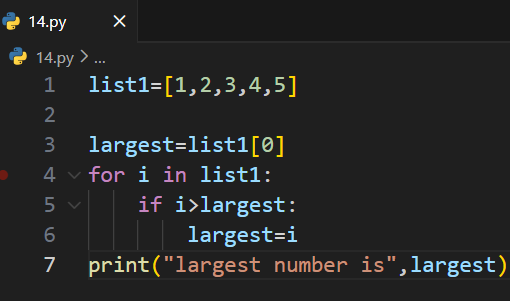 14.py ×
14.py > ...
1 list1=[1,2,3,4,5]
2
3 largest=list1[0]
4 for i in list1:
5     if i>largest:
6         largest=i
7 print("largest number is",largest)